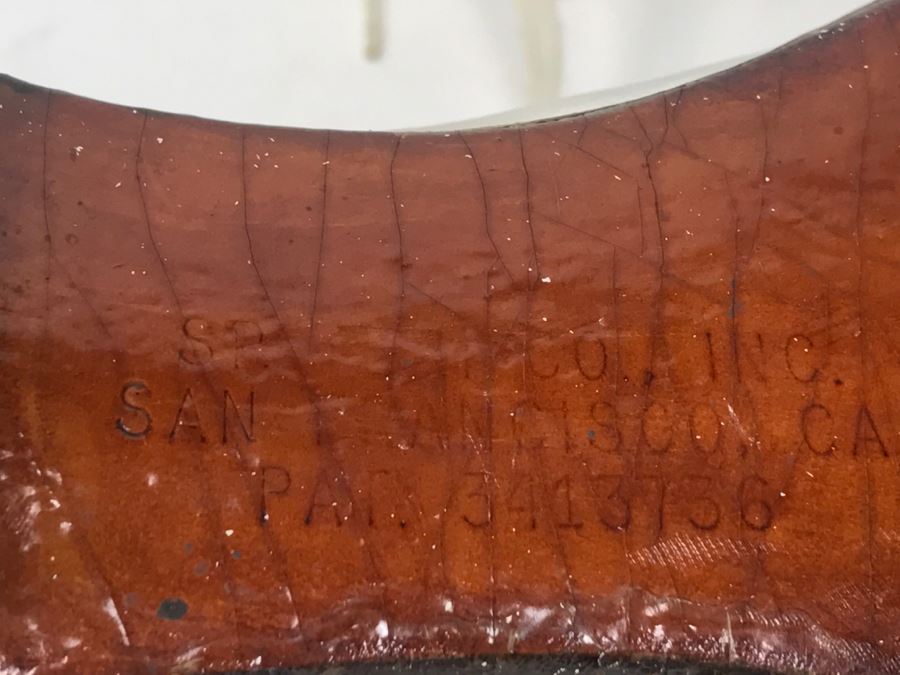 CO., INC.
SAN FRANCISCO, CA
PAT. 3413736